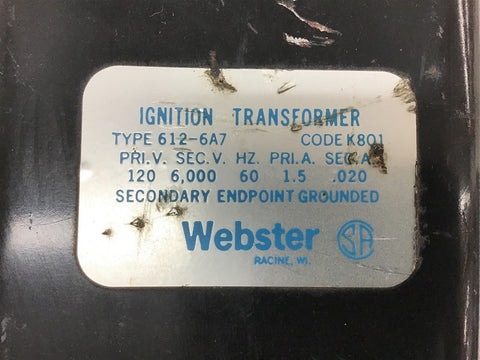 IGNITION TRANSFORMER
TYPE 612-6A7 CODE K801
PRI.V. SEC.V. HZ. PRI.A. SEC.A.
120 6,000 60 1.5 .020
SECONDARY ENDPOINT GROUNDED
Webster SA
RACINE, WI.